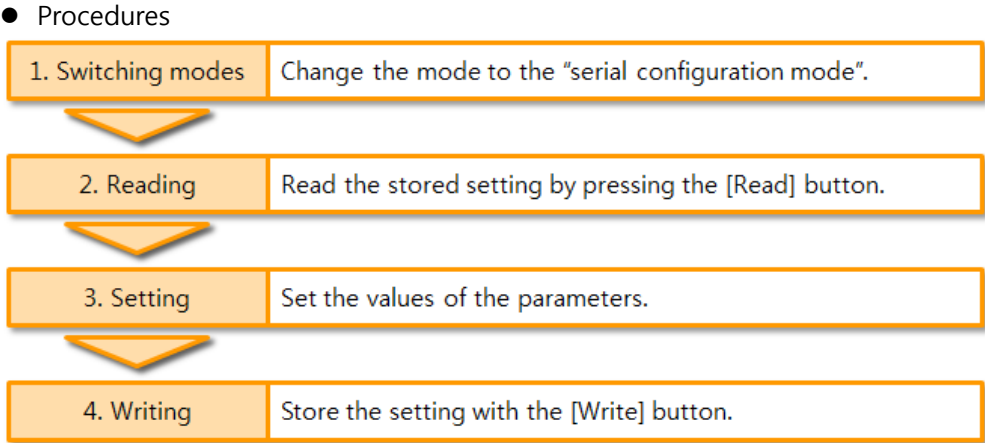 ● Procedures
1. Switching modes Change the mode to the “serial configuration mode”.
2. Reading Read the stored setting by pressing the [Read] button.
3. Setting Set the values of the parameters.
4. Writing Store the setting with the [Write] button.